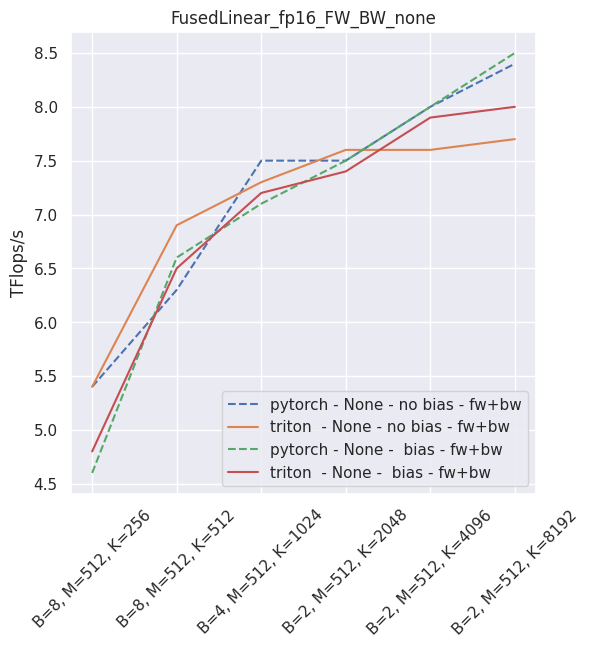 FusedLinear_fp16_FW_BW_none
8.5
8.0
7.5
7.0
6.5
6.0
5.5
5.0
4.5
TFlops/s
pytorch - None - no bias - fw+bw
triton  - None - no bias - fw+bw
pytorch - None -  bias - fw+bw
triton  - None -  bias - fw+bw
B=8, M=512, K=256
B=8, M=512, K=512
B=4, M=512, K=1024
B=2, M=512, K=2048
B=2, M=512, K=4096
B=2, M=512, K=8192